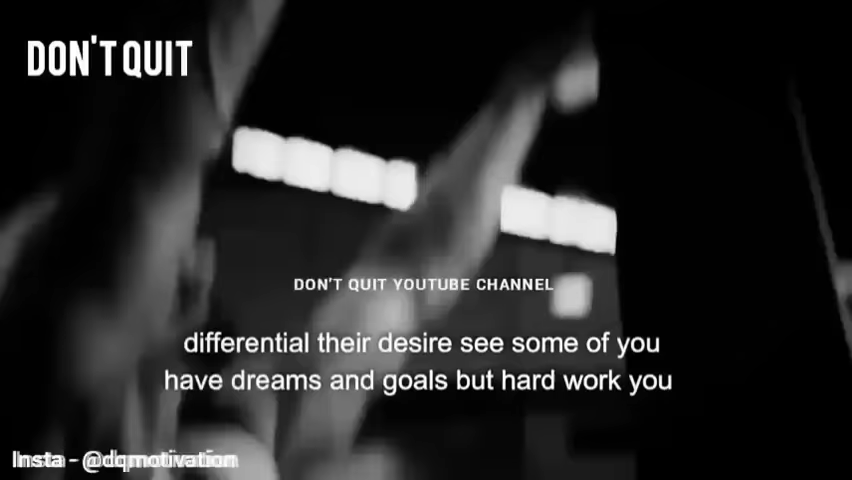 DON'T QUIT
DON'T QUIT YOUTUBE CHANNEL
differential their desire see some of you
have dreams and goals but hard work you
Insta - @dqmotivation